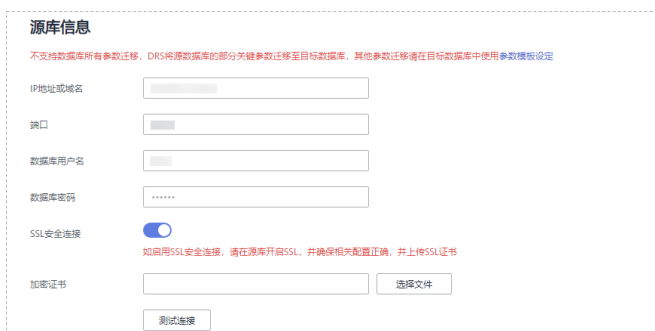 源库信息
不支持数据库所有参数迁移，DRS将源数据库的部分关键参数迁移至目标数据库，其他参数迁移请在目标数据库中使用参数模板设定
IP地址或域名
端口
数据库用户名
数据库密码 ······
SSL安全连接
如启用SSL安全连接，请在源库开启SSL，并确保相关配置正确，并上传SSL证书
加密证书 选择文件
测试连接